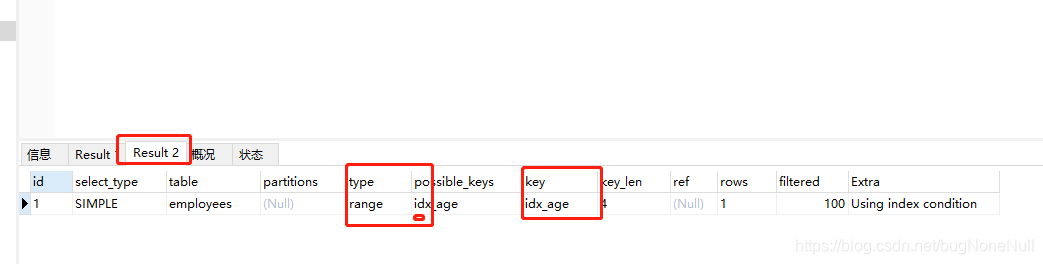 信息 Result 1 Result 2 概况 状态
id select_type table partitions type possible_keys key key_len ref rows filtered Extra
1 SIMPLE employees (Null) range idx_age idx_age 4 (Null) 1 100 Using index condition
https://blog.csdn.net/bugNoneNull